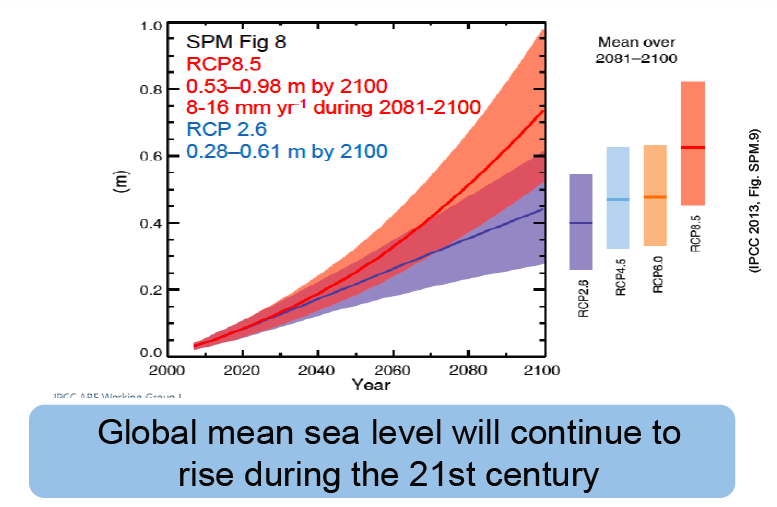 SPM Fig 8
RCP8.5
0.53–0.98 m by 2100
8-16 mm yr⁻¹ during 2081-2100
RCP 2.6
0.28–0.61 m by 2100
1.0
0.8
0.6
0.4
0.2
0.0
(m)
2000 2020 2040 2060 2080 2100
Year
Mean over
2081–2100
RCP2.6
RCP4.5
RCP6.0
RCP8.5
(IPCC 2013, Fig. SPM.9)
Global mean sea level will continue to
rise during the 21st century